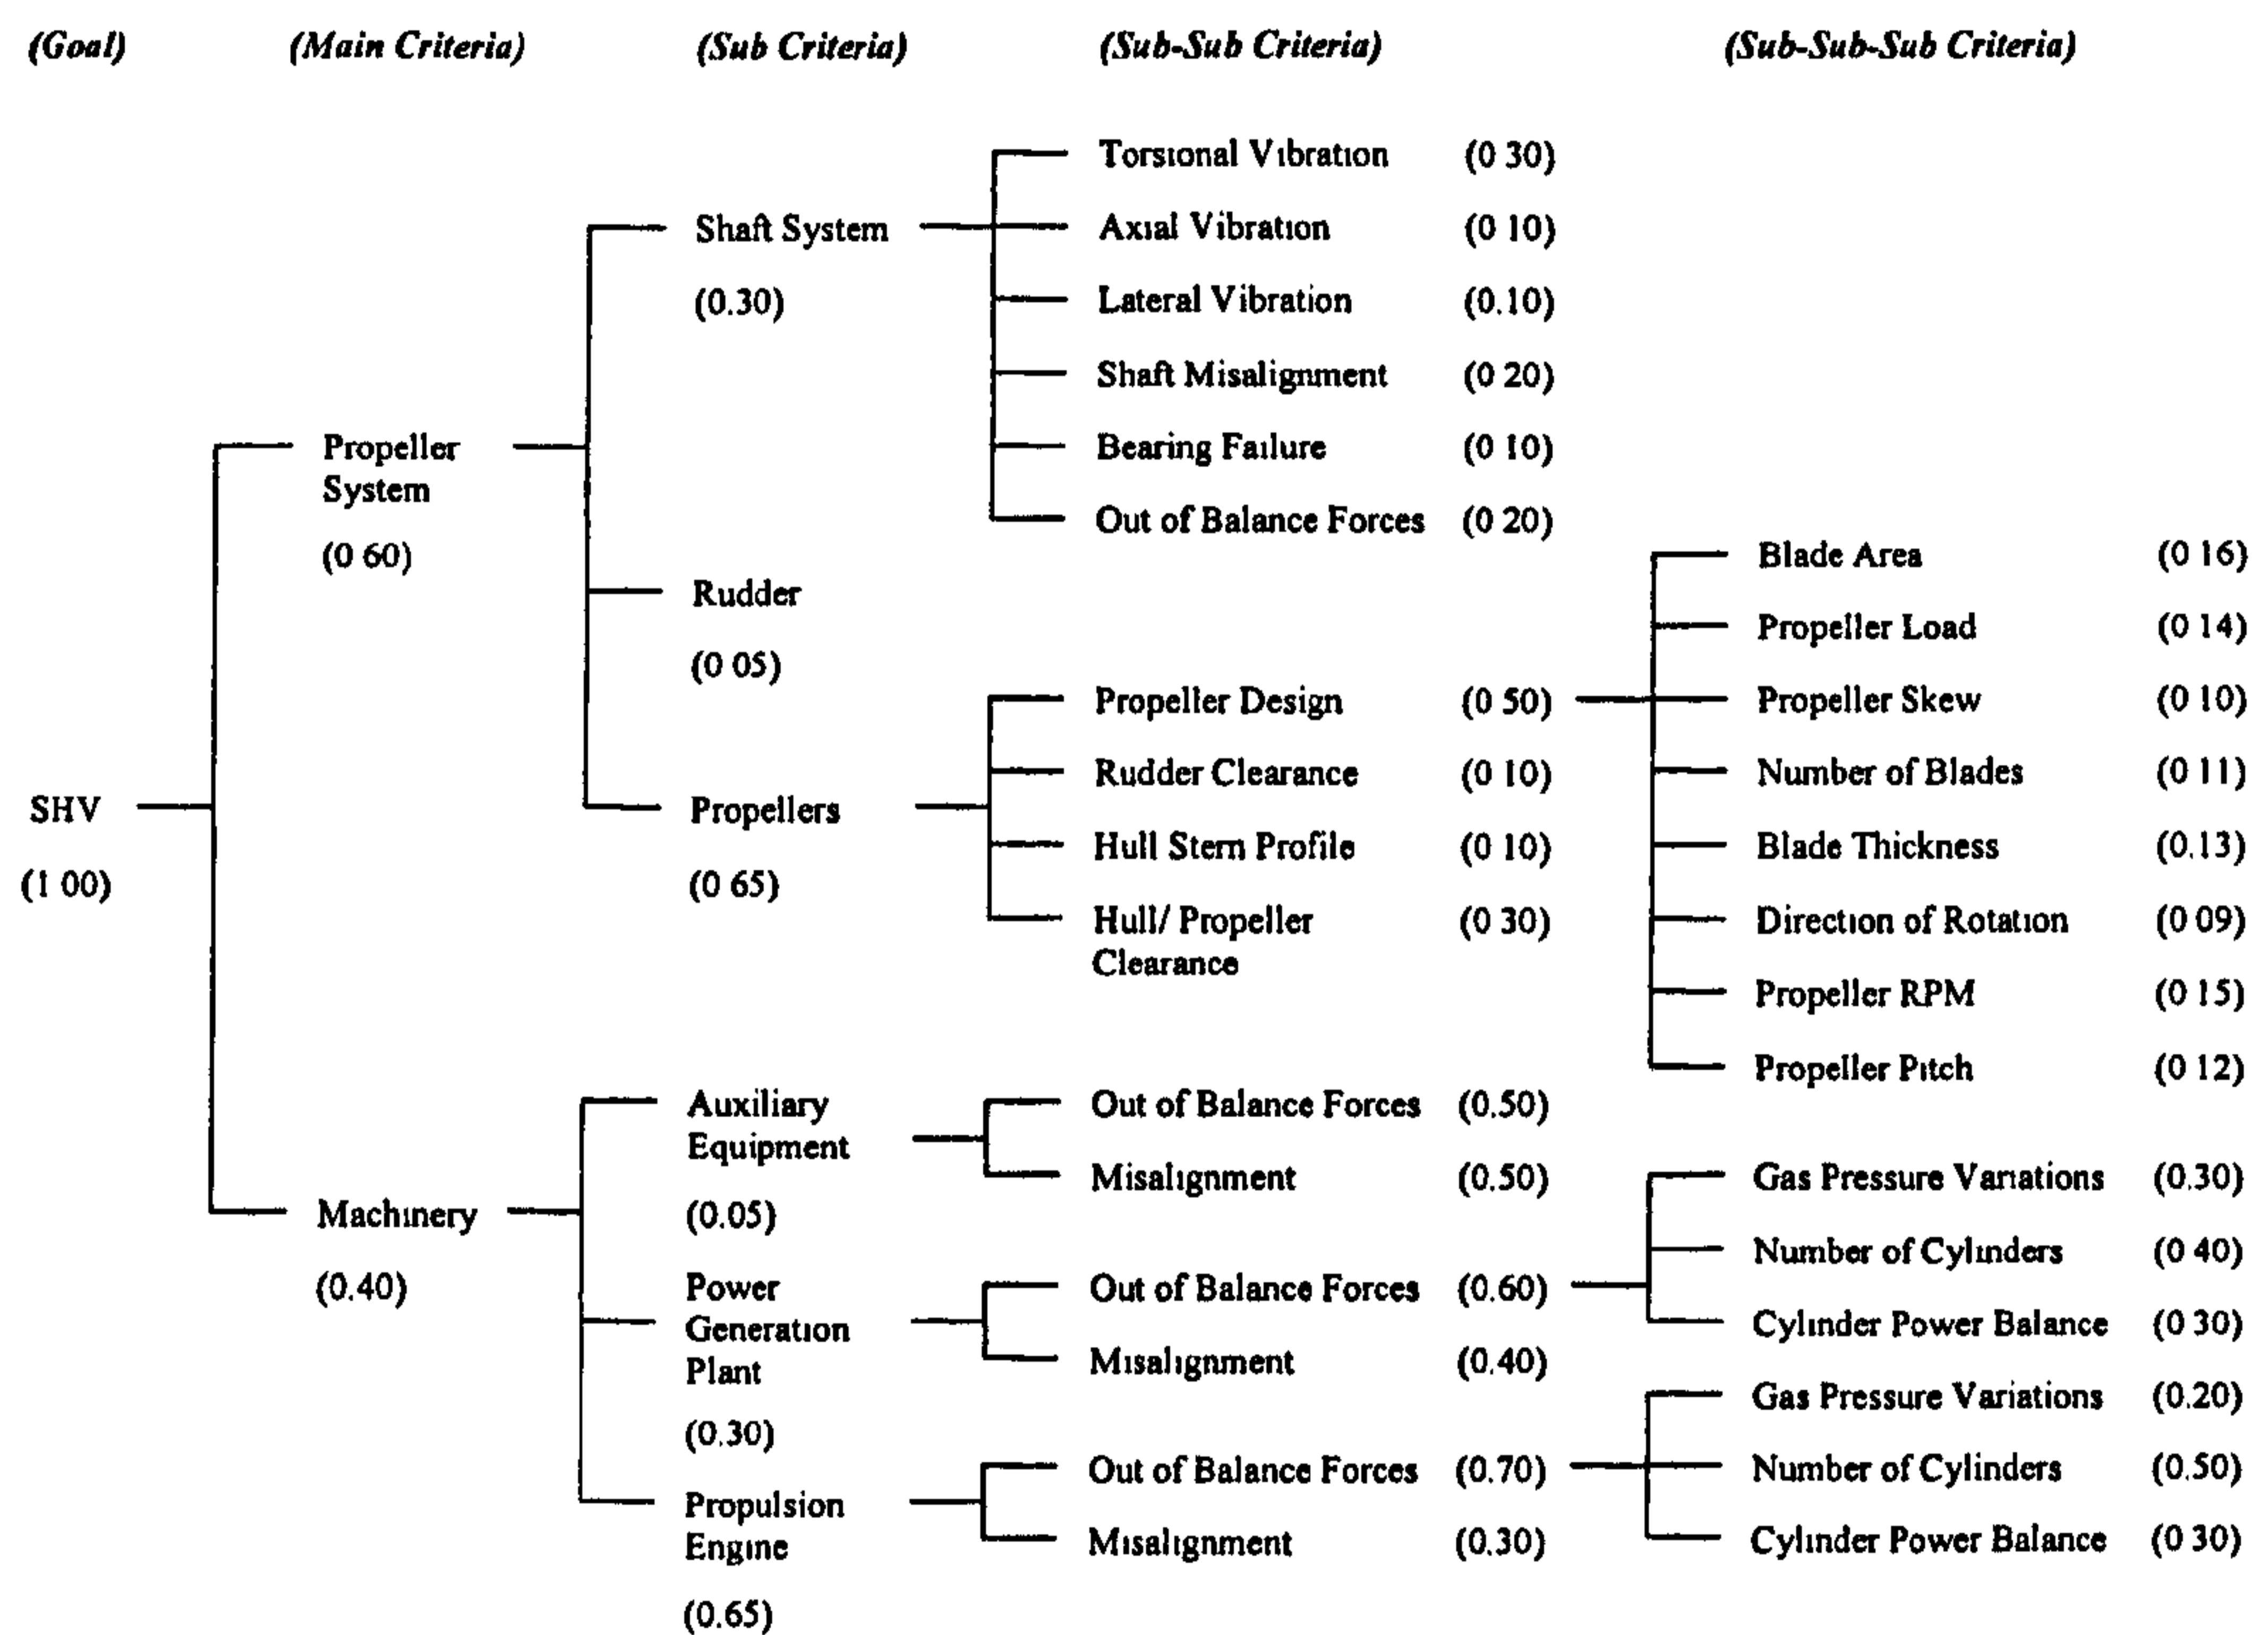 (Goal) (Main Criteria) (Sub Criteria) (Sub-Sub Criteria) (Sub-Sub-Sub Criteria)
Torsional Vibration (0 30)
Shaft System Axial Vibration (0 10)
(0.30) Lateral Vibration (0.10)
Shaft Misalignment (0 20)
Propeller Bearing Failure (0 10)
System
Out of Balance Forces (0 20)
(0 60) Blade Area (0 16)
Rudder Propeller Load (0 14)
(0 05)
Propeller Design (0 50) Propeller Skew (0 10)
Rudder Clearance (0 10) Number of Blades (0 11)
SHV Propellers
Hull Stern Profile (0 10) Blade Thickness (0.13)
(1 00) (0 65)
Hull/ Propeller (0 30) Direction of Rotation (0 09)
Clearance
Propeller RPM (0 15)
Propeller Pitch (0 12)
Auxiliary Out of Balance Forces (0.50)
Equipment
Misalignment (0.50) Gas Pressure Variations (0.30)
Machinery (0.05)
Number of Cylinders (0 40)
(0.40) Power Out of Balance Forces (0.60)
Generation Cylinder Power Balance (0 30)
Plant Misalignment (0.40)
Gas Pressure Variations (0.20)
(0.30)
Out of Balance Forces (0.70) Number of Cylinders (0.50)
Propulsion
Engine Misalignment (0.30) Cylinder Power Balance (0 30)
(0.65)